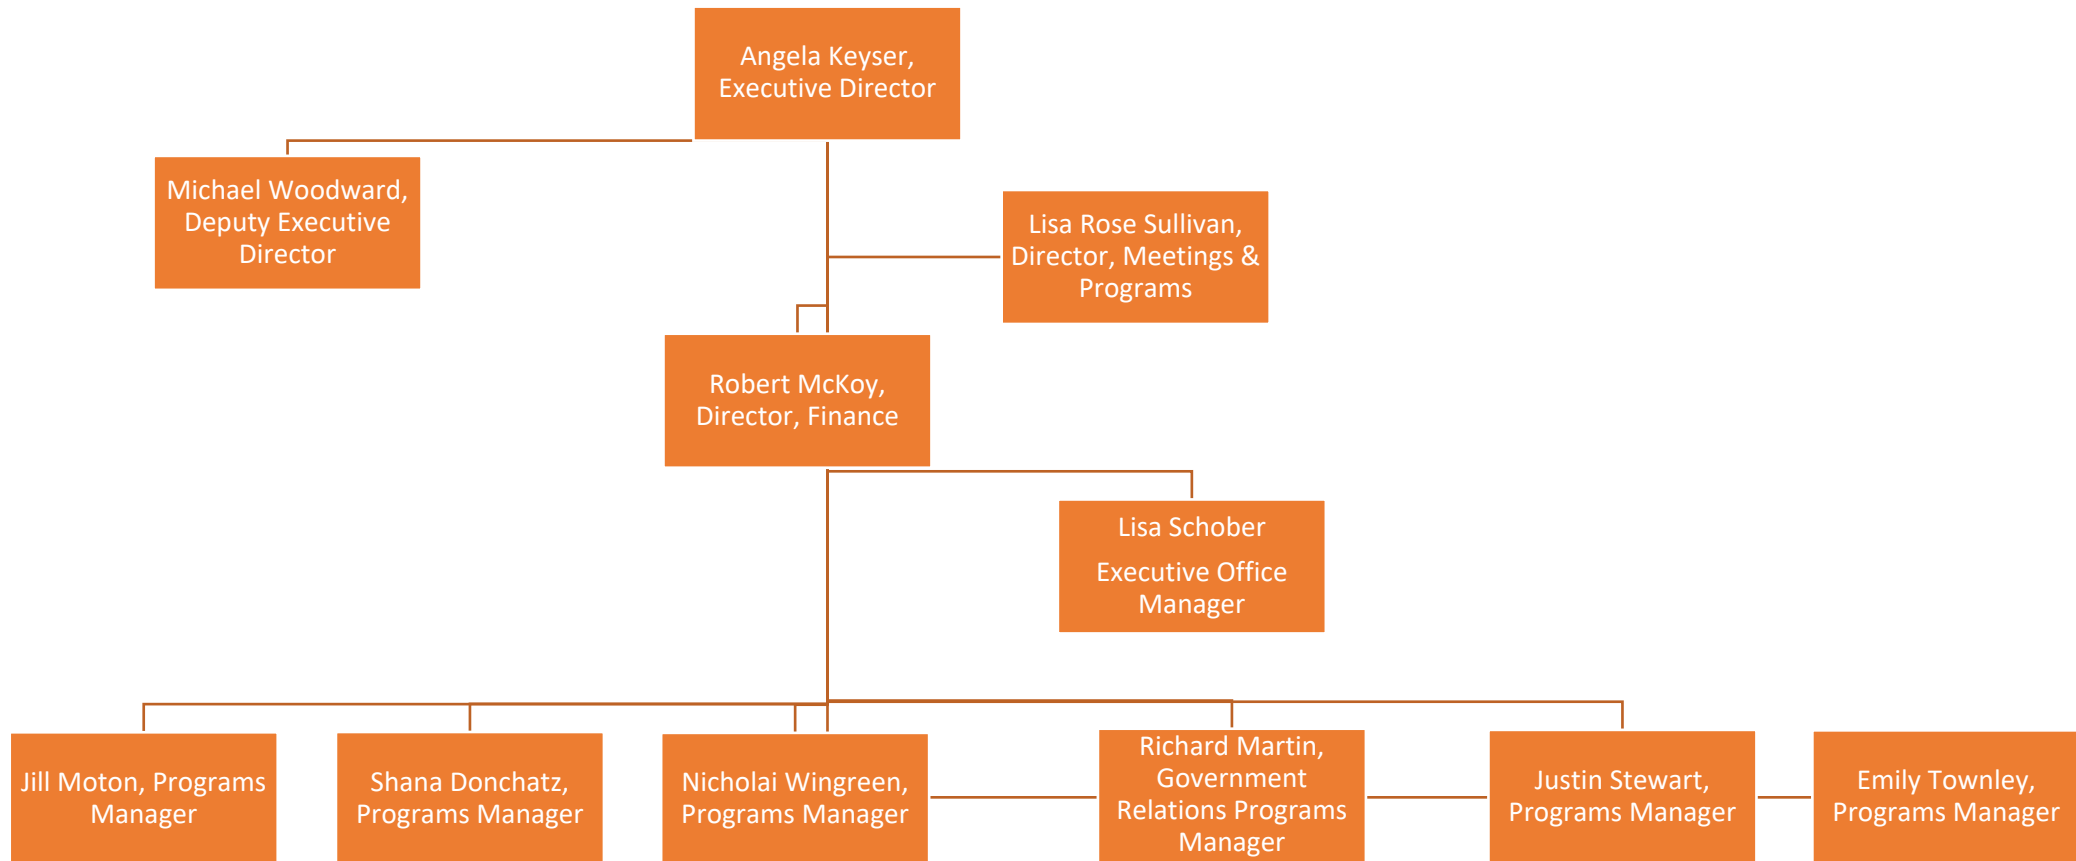 Angela Keyser,
Executive Director
Michael Woodward,
Deputy Executive
Director
Lisa Rose Sullivan,
Director, Meetings &
Programs
Robert McKoy,
Director, Finance
Lisa Schober
Executive Office
Manager
Jill Moton, Programs
Manager
Shana Donchatz,
Programs Manager
Nicholai Wingreen,
Programs Manager
Richard Martin,
Government
Relations Programs
Manager
Justin Stewart,
Programs Manager
Emily Townley,
Programs Manager